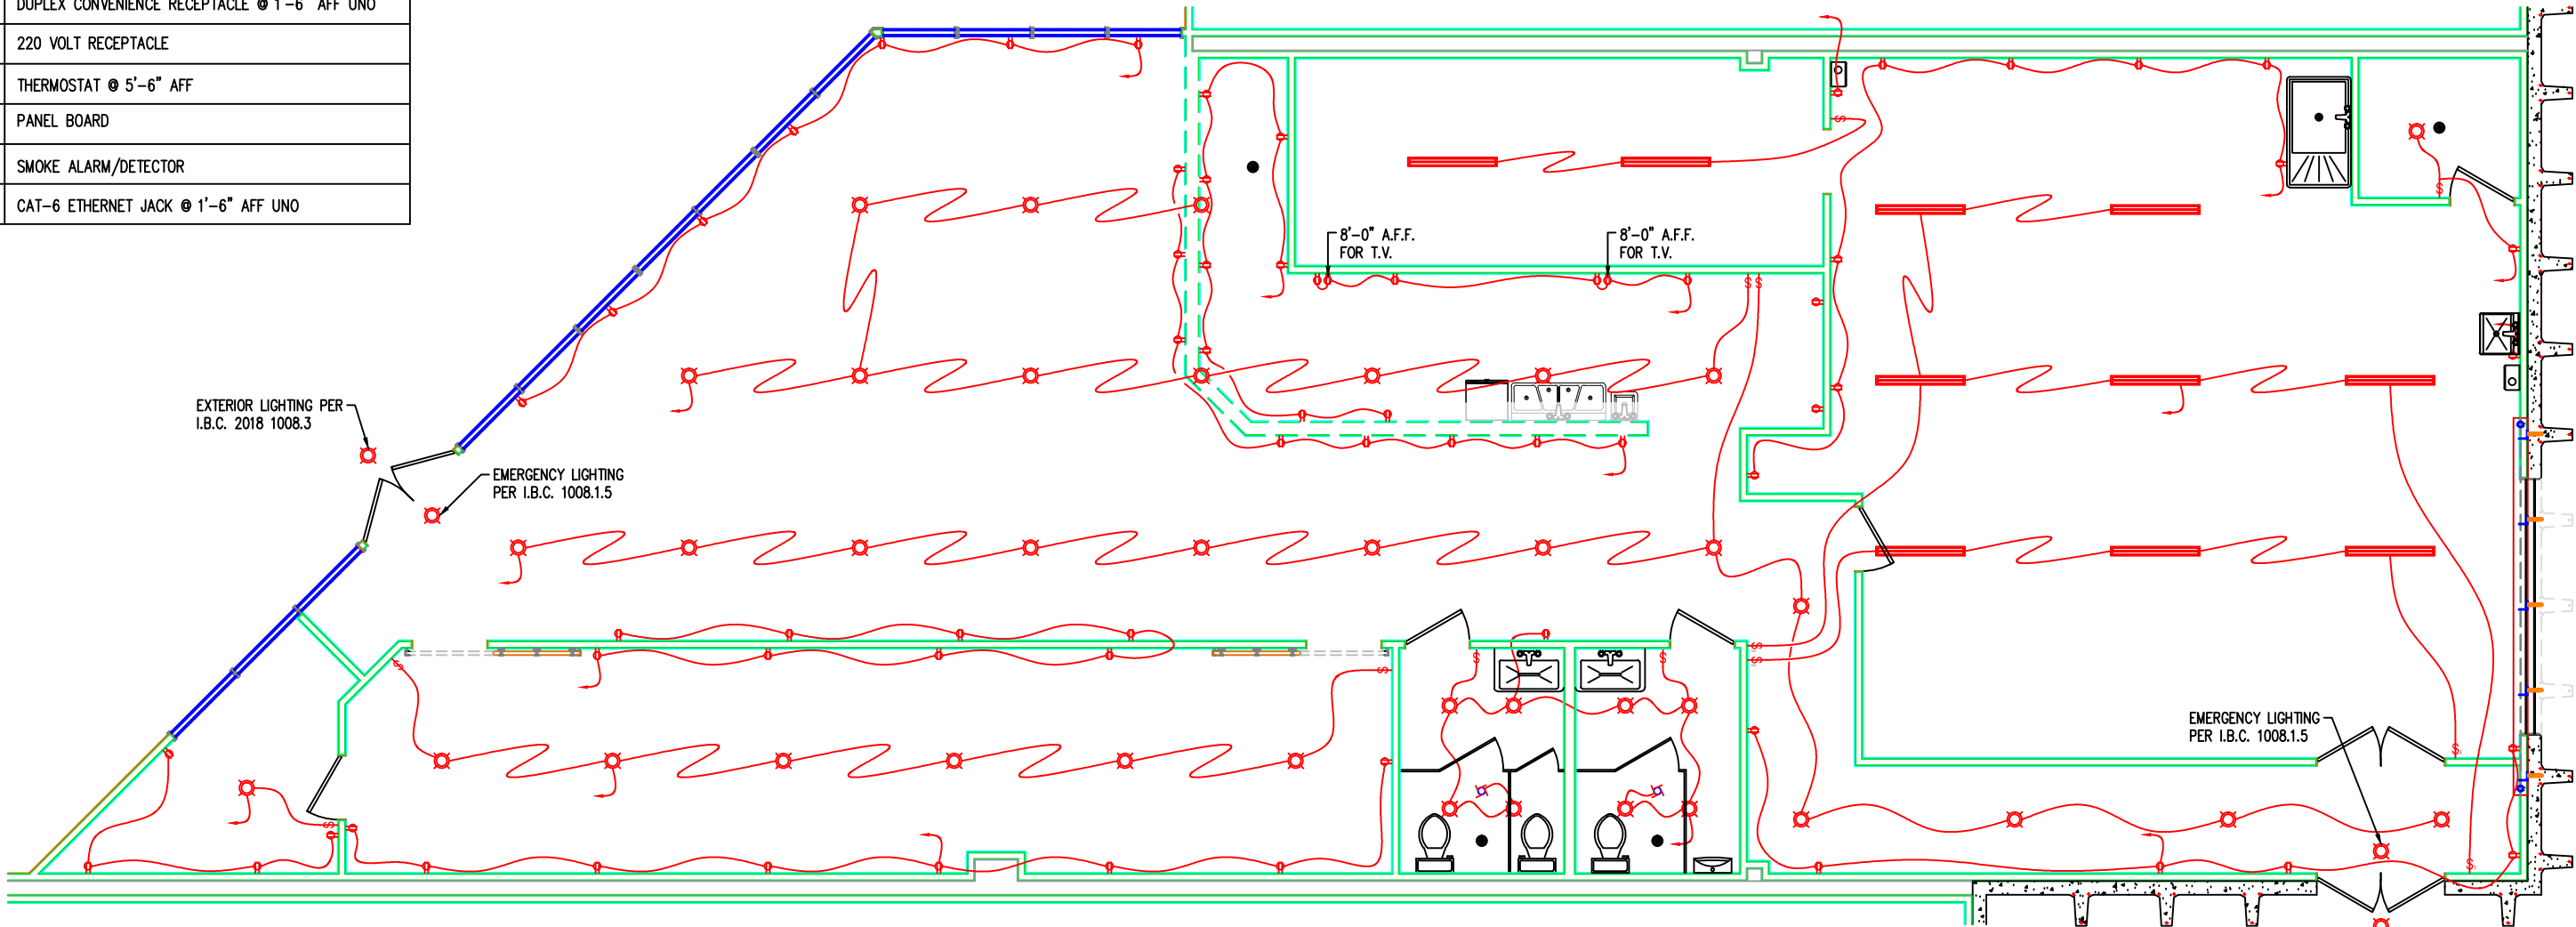 DUPLEX CONVENIENCE RECEPTACLE @ 1'-6" AFF UNO
220 VOLT RECEPTACLE
THERMOSTAT @ 5'-6" AFF
PANEL BOARD
SMOKE ALARM/DETECTOR
CAT-6 ETHERNET JACK @ 1'-6" AFF UNO
8'-0" A.F.F.
FOR T.V.
8'-0" A.F.F.
FOR T.V.
EXTERIOR LIGHTING PER
I.B.C. 2018 1008.3
EMERGENCY LIGHTING
PER I.B.C. 1008.1.5
EMERGENCY LIGHTING
PER I.B.C. 1008.1.5